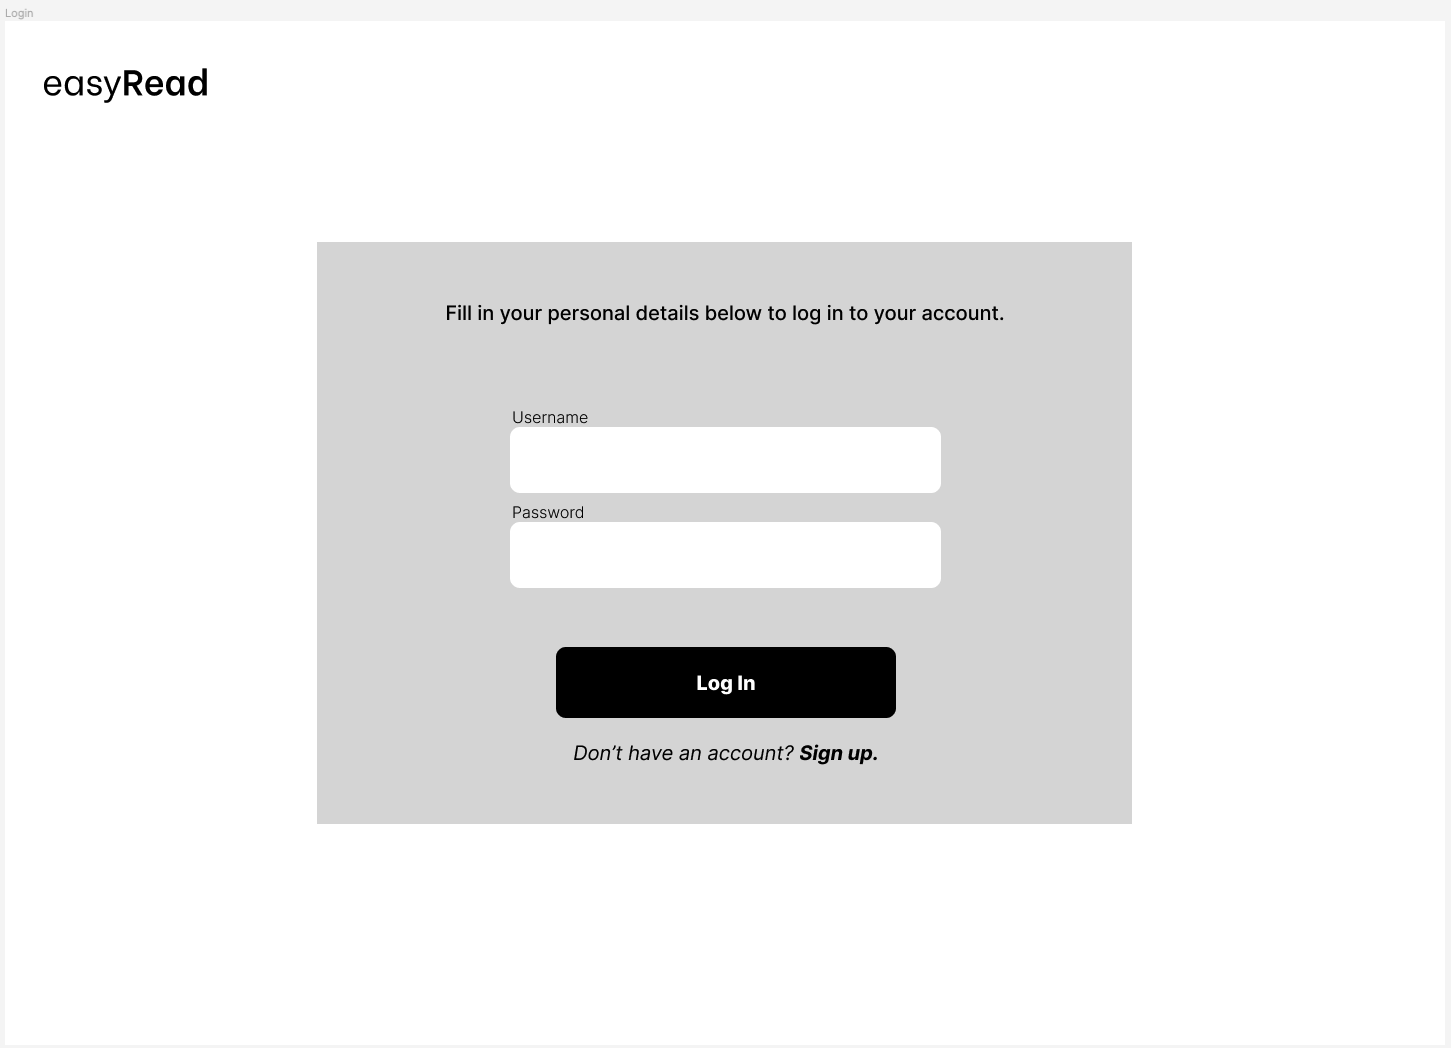 Login
easyRead
Fill in your personal details below to log in to your account.
Username
Password
Log In
Don’t have an account? Sign up.